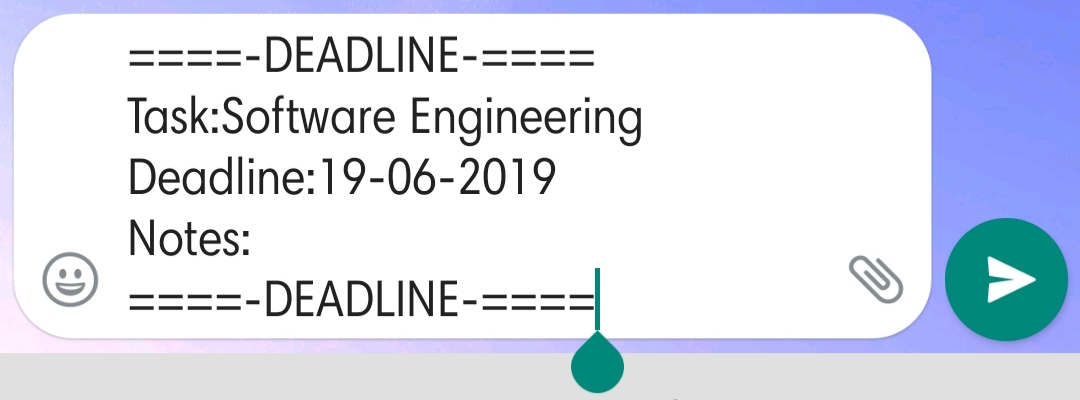 ====-DEADLINE-====
Task:Software Engineering
Deadline:19-06-2019
Notes:
====-DEADLINE-====